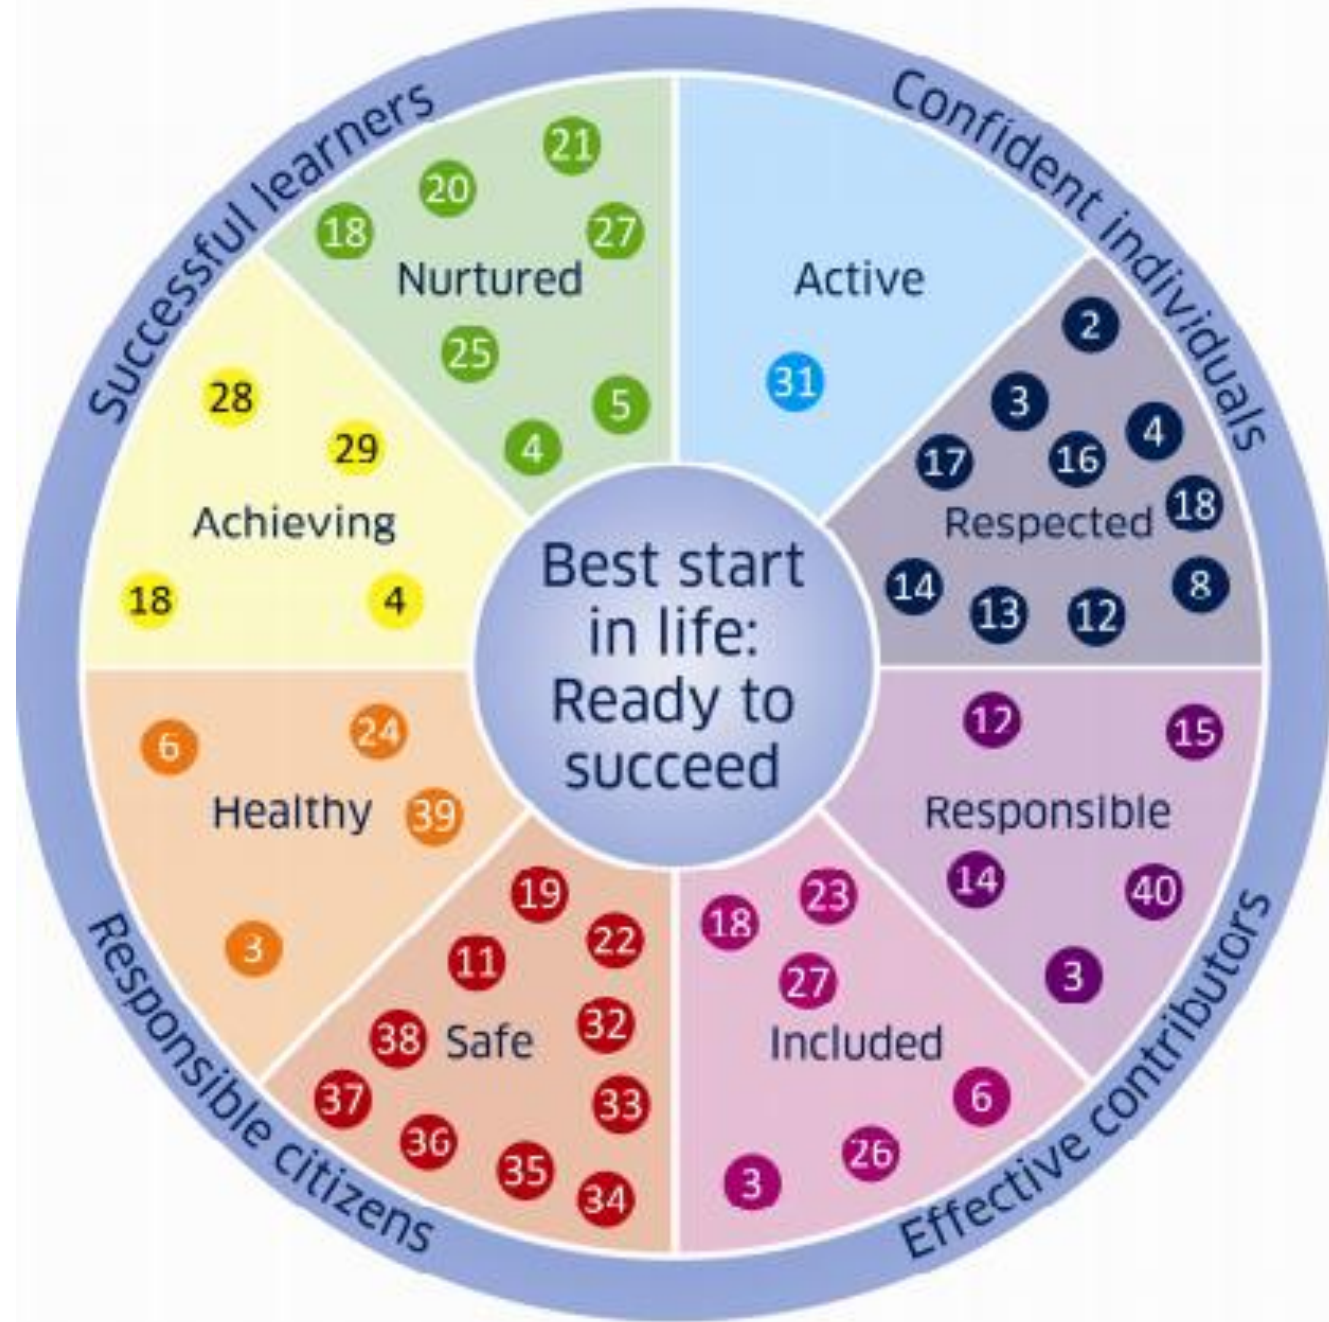 Successful learners
Confident individuals
21
20
18
27
Nurtured
25
5
4
Active
31
2
3
4
17
16
18
Respected
14
13
12
8
28
29
Achieving
18
4
Best start
in life:
Ready to
succeed
6
24
Healthy
39
3
12
15
Responsible
14
40
3
19
22
11
38
Safe
32
37
33
36
35
34
18
23
27
Included
6
26
3
Responsible citizens
Effective contributors